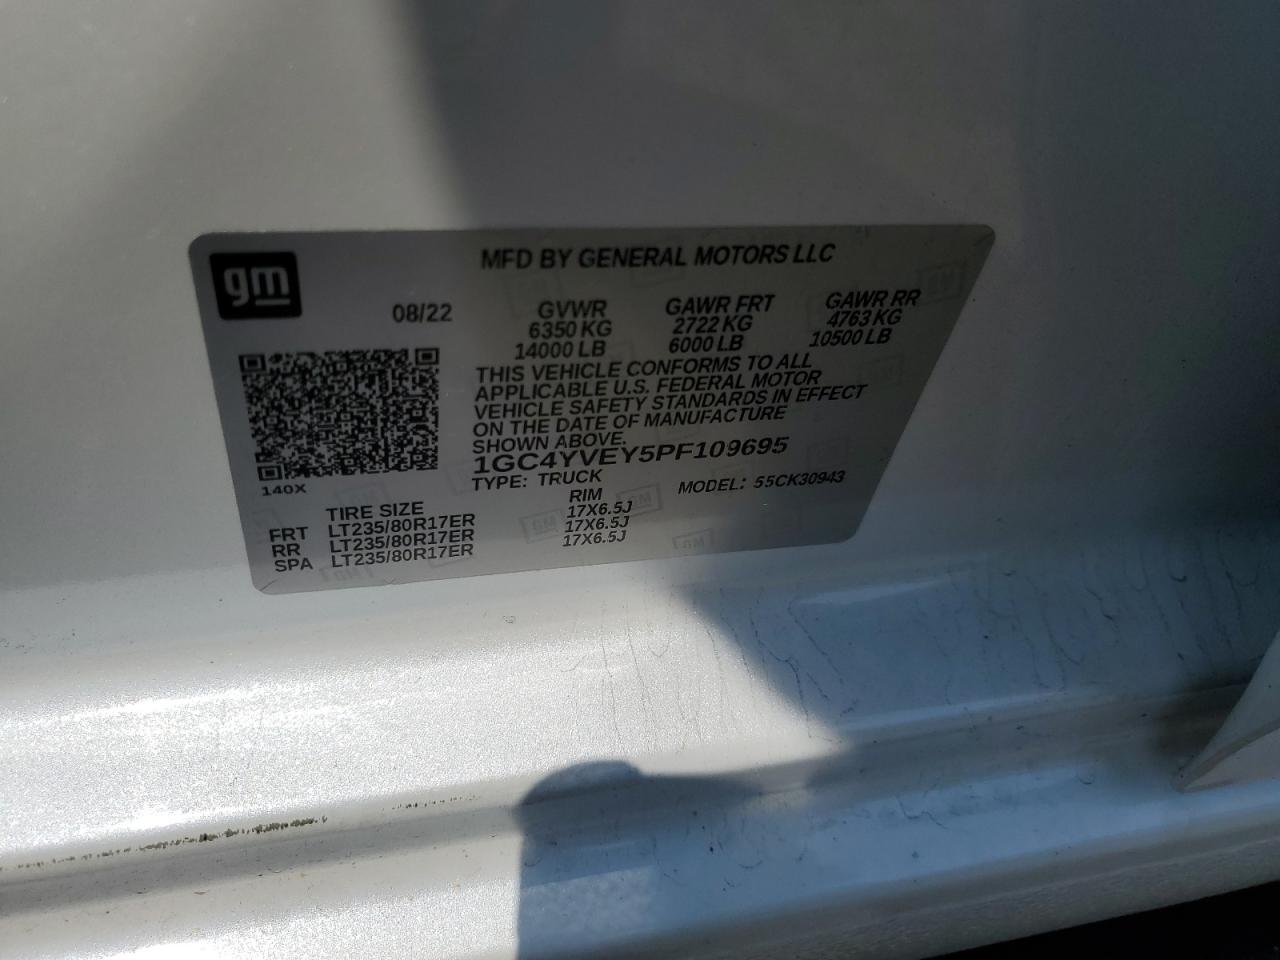 gm
MFD BY GENERAL MOTORS LLC
08/22 GVWR GAWR FRT GAWR RR
6350 KG 2722 KG 4763 KG
14000 LB 6000 LB 10500 LB
THIS VEHICLE CONFORMS TO ALL
APPLICABLE U.S. FEDERAL MOTOR
VEHICLE SAFETY STANDARDS IN EFFECT
ON THE DATE OF MANUFACTURE
SHOWN ABOVE.
1GC4YVEY5PF109695
140X
TYPE: TRUCK MODEL: 55CK30943
TIRE SIZE RIM
FRT LT235/80R17ER 17X6.5J
RR LT235/80R17ER 17X6.5J
SPA LT235/80R17ER 17X6.5J